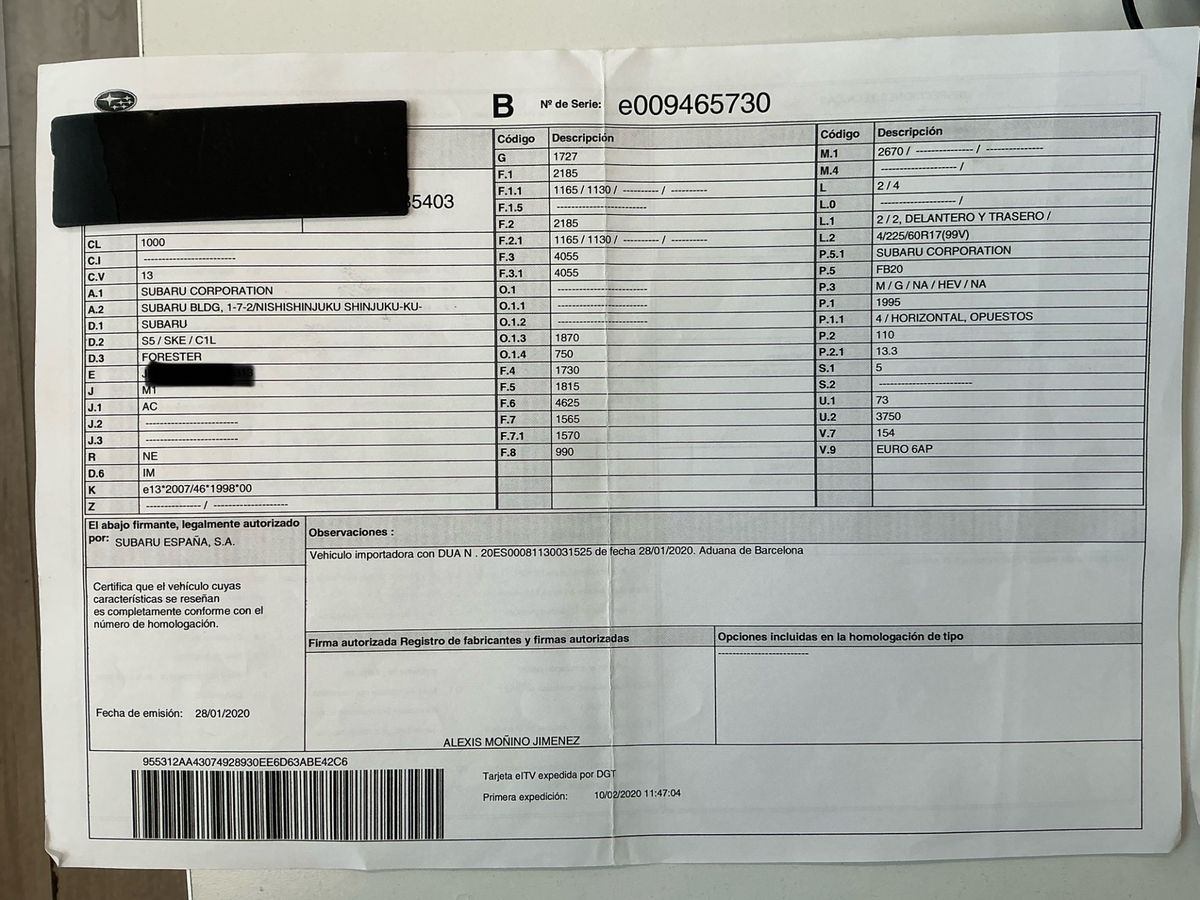 B Nº de Serie: e009465730
35403
CL 1000
C.I -----------------------
C.V 13
A.1 SUBARU CORPORATION
A.2 SUBARU BLDG, 1-7-2/NISHISHINJUKU SHINJUKU-KU-
D.1 SUBARU
D.2 S5 / SKE / C1L
D.3 FORESTER
E
J M1
J.1 AC
J.2 -----------------------
J.3 -----------------------
R NE
D.6 IM
K e13*2007/46*1998*00
Z -------------- / -------------------
Código Descripción
G 1727
F.1 2185
F.1.1 1165 / 1130 / --------- / ---------
F.1.5 -----------------------
F.2 2185
F.2.1 1165 / 1130 / --------- / ---------
F.3 4055
F.3.1 4055
O.1 -----------------------
O.1.1 -----------------------
O.1.2 -----------------------
O.1.3 1870
O.1.4 750
F.4 1730
F.5 1815
F.6 4625
F.7 1565
F.7.1 1570
F.8 990
Código Descripción
M.1 2670 / -------------- / --------------
M.4 ------------------- /
L 2 / 4
L.0 ------------------- /
L.1 2 / 2, DELANTERO Y TRASERO /
L.2 4/225/60R17(99V)
P.5.1 SUBARU CORPORATION
P.5 FB20
P.3 M / G / NA / HEV / NA
P.1 1995
P.1.1 4 / HORIZONTAL, OPUESTOS
P.2 110
P.2.1 13.3
S.1 5
S.2 -----------------------
U.1 73
U.2 3750
V.7 154
V.9 EURO 6AP
El abajo firmante, legalmente autorizado
por: SUBARU ESPAÑA, S.A.
Certifica que el vehículo cuyas
características se reseñan
es completamente conforme con el
número de homologación.
Fecha de emisión: 28/01/2020
Observaciones :
Vehiculo importadora con DUA N . 20ES00081130031525 de fecha 28/01/2020. Aduana de Barcelona
Firma autorizada Registro de fabricantes y firmas autorizadas
ALEXIS MOÑINO JIMENEZ
Opciones incluidas en la homologación de tipo
-----------------------
955312AA43074928930EE6D63ABE42C6
Tarjeta eITV expedida por DGT
Primera expedición: 10/02/2020 11:47:04